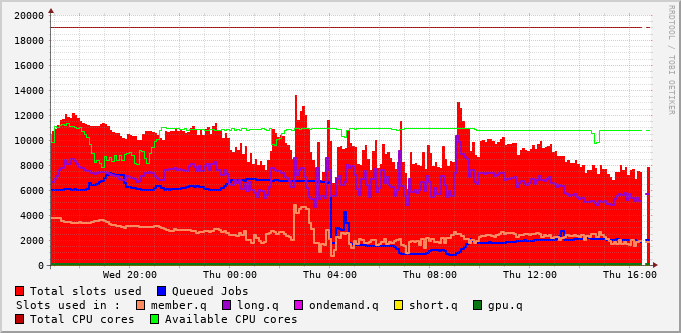 20000
18000
16000
14000
12000
10000
8000
6000
4000
2000
0
Wed 20:00 Thu 00:00 Thu 04:00 Thu 08:00 Thu 12:00 Thu 16:00
Total slots used Queued Jobs
Slots used in : member.q long.q ondemand.q short.q gpu.q
Total CPU cores Available CPU cores
RRDTOOL / TOBI OETIKER